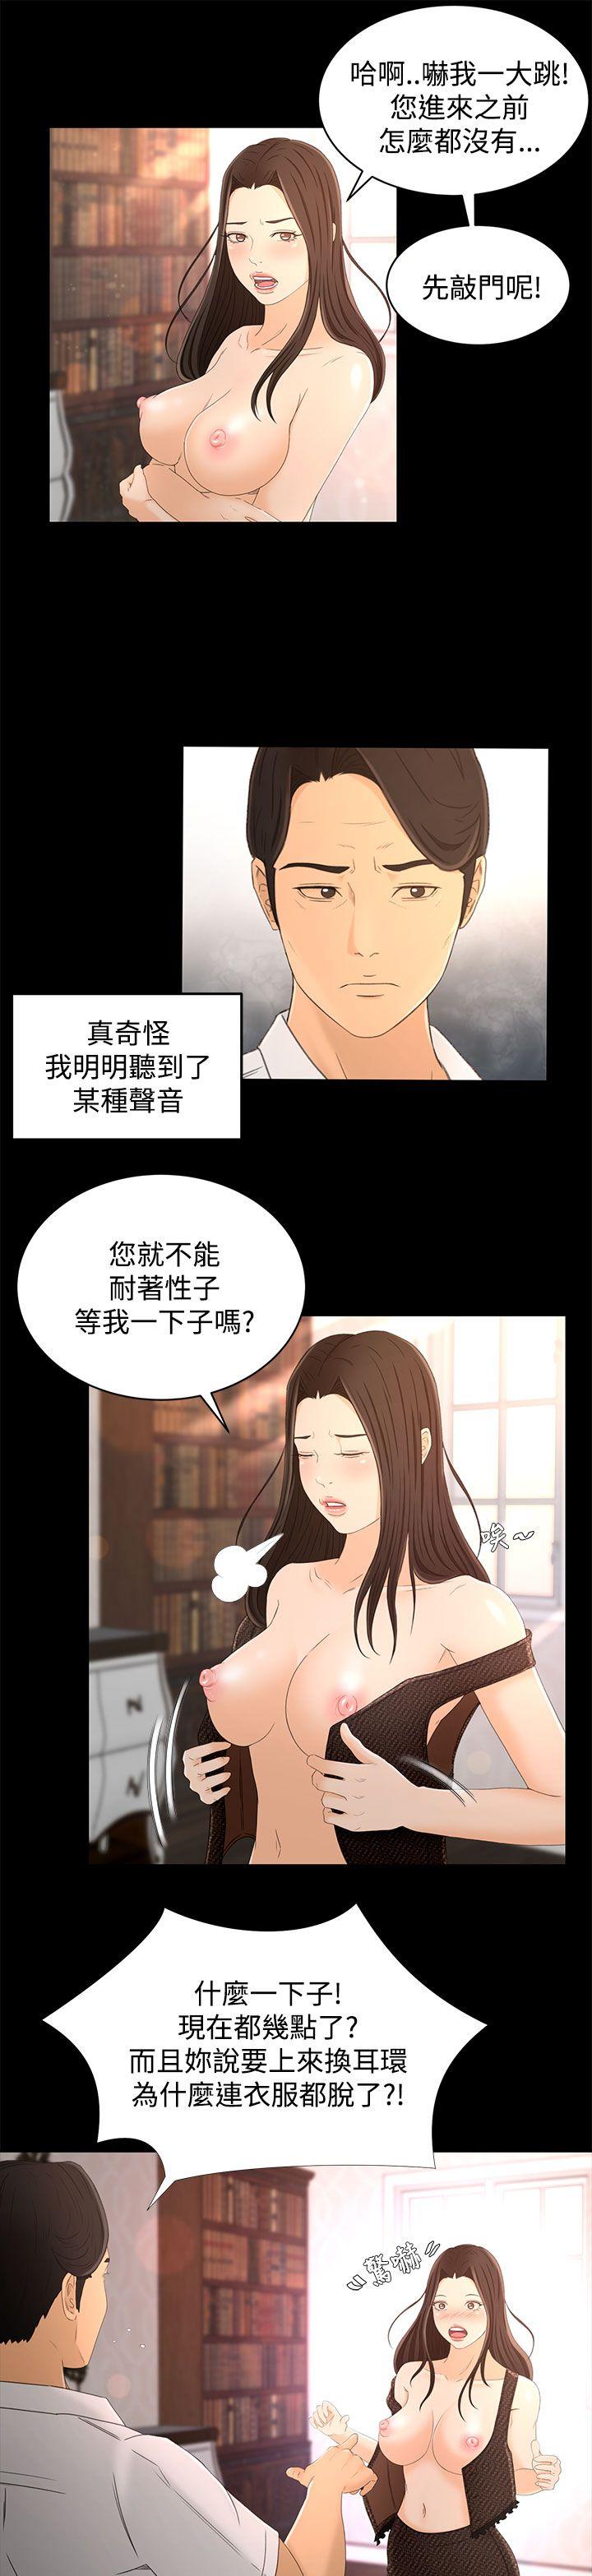 哈啊..嚇我一大跳!
您進來之前
怎麼都沒有...
先敲門呢!
真奇怪
我明明聽到了
某種聲音
您就不能
耐著性子
等我一下子嗎?
唉~
什麼一下子!
現在都幾點了?
而且妳說要上來換耳環
為什麼連衣服都脫了?!
驚嚇